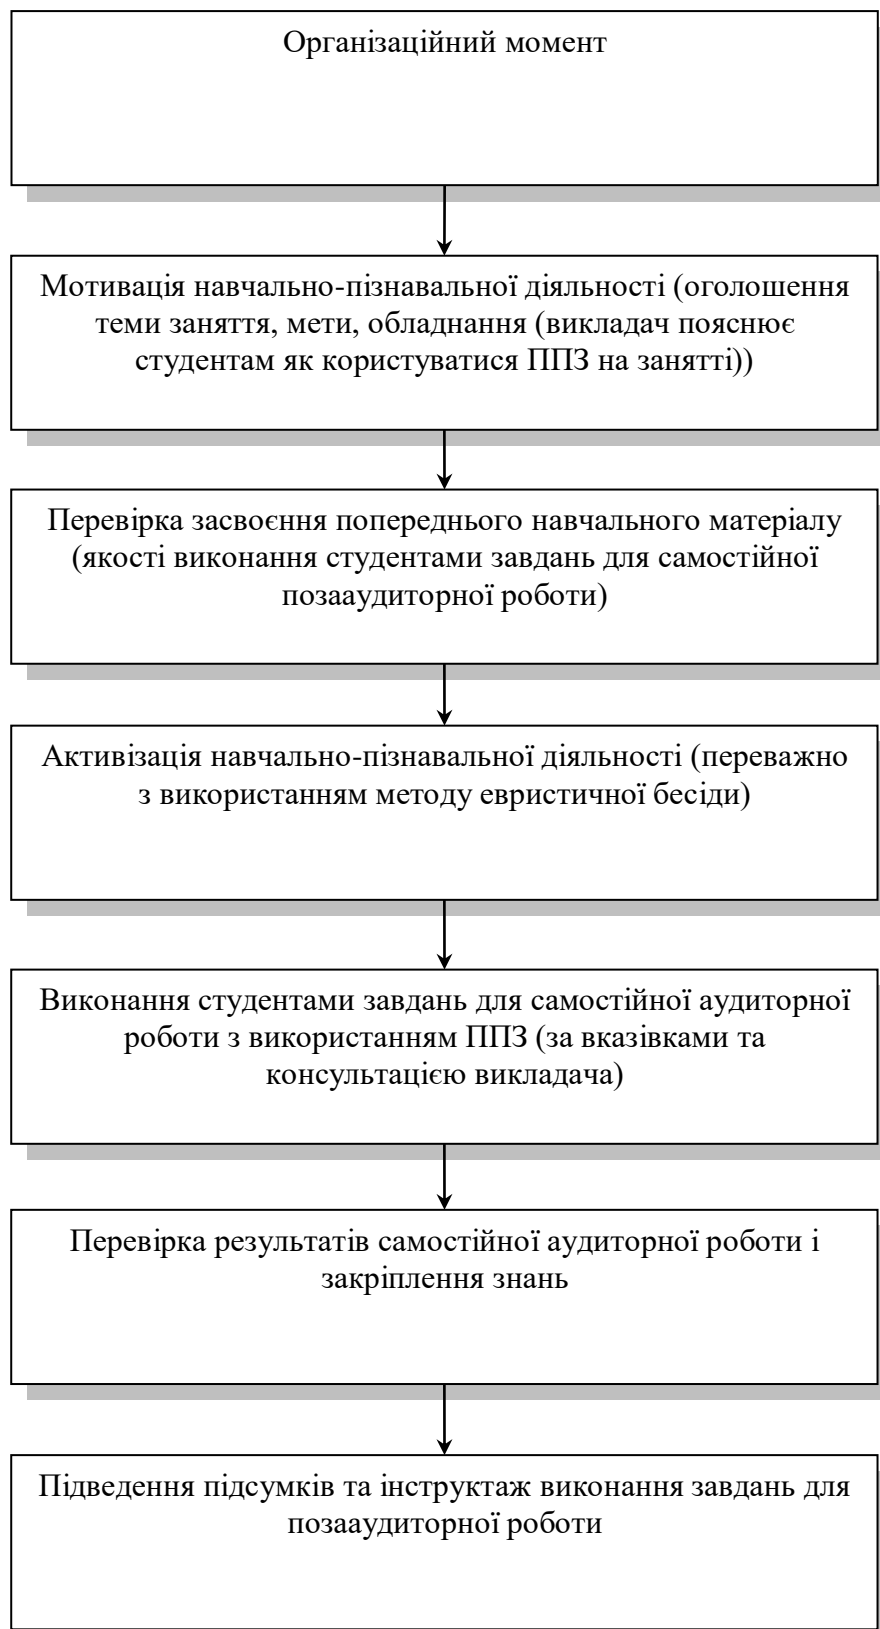 Організаційний момент
Мотивація навчально-пізнавальної діяльності (оголошення
теми заняття, мети, обладнання (викладач пояснює
студентам як користуватися ППЗ на занятті))
Перевірка засвоєння попереднього навчального матеріалу
(якості виконання студентами завдань для самостійної
позааудиторної роботи)
Активізація навчально-пізнавальної діяльності (переважно
з використанням методу евристичної бесіди)
Виконання студентами завдань для самостійної аудиторної
роботи з використанням ППЗ (за вказівками та
консультацією викладача)
Перевірка результатів самостійної аудиторної роботи і
закріплення знань
Підведення підсумків та інструктаж виконання завдань для
позааудиторної роботи